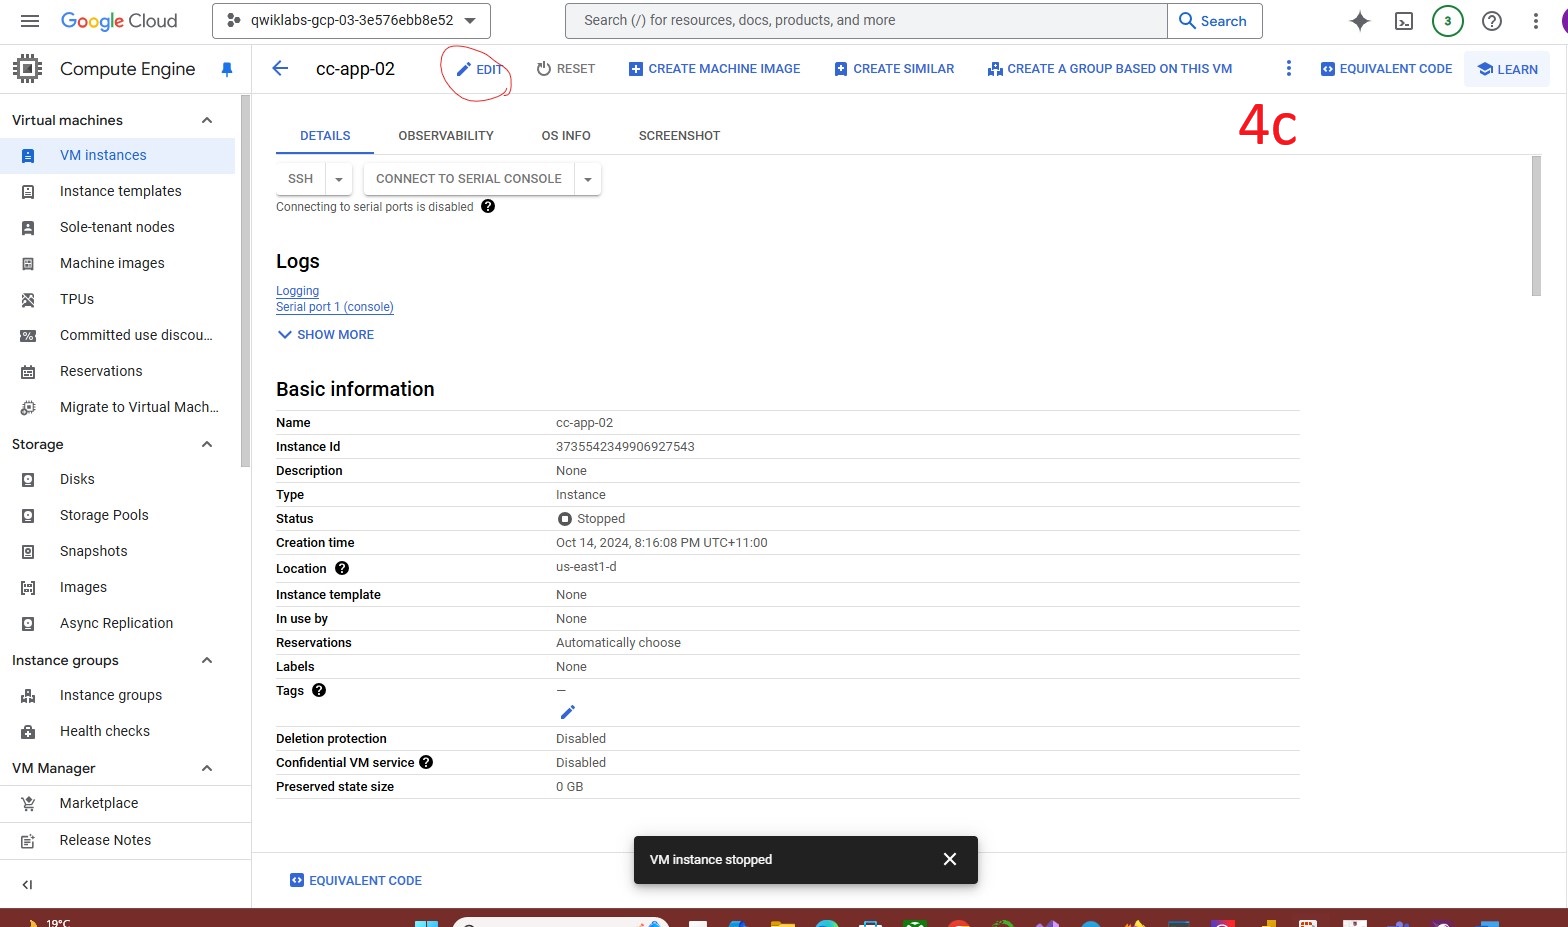 Google Cloud
qwiklabs-gcp-03-3e576ebb8e52
Search (/) for resources, docs, products, and more
Search
3
Compute Engine
cc-app-02
EDIT
RESET
CREATE MACHINE IMAGE
CREATE SIMILAR
CREATE A GROUP BASED ON THIS VM
EQUIVALENT CODE
LEARN
4c
Virtual machines
VM instances
Instance templates
Sole-tenant nodes
Machine images
TPUs
Committed use discou...
Reservations
Migrate to Virtual Mach...
Storage
Disks
Storage Pools
Snapshots
Images
Async Replication
Instance groups
Instance groups
Health checks
VM Manager
Marketplace
Release Notes
DETAILS
OBSERVABILITY
OS INFO
SCREENSHOT
SSH
CONNECT TO SERIAL CONSOLE
Connecting to serial ports is disabled
Logs
Logging
Serial port 1 (console)
SHOW MORE
Basic information
Name cc-app-02
Instance Id 3735542349906927543
Description None
Type Instance
Status Stopped
Creation time Oct 14, 2024, 8:16:08 PM UTC+11:00
Location us-east1-d
Instance template None
In use by None
Reservations Automatically choose
Labels None
Tags —
Deletion protection Disabled
Confidential VM service Disabled
Preserved state size 0 GB
VM instance stopped
EQUIVALENT CODE
19°C